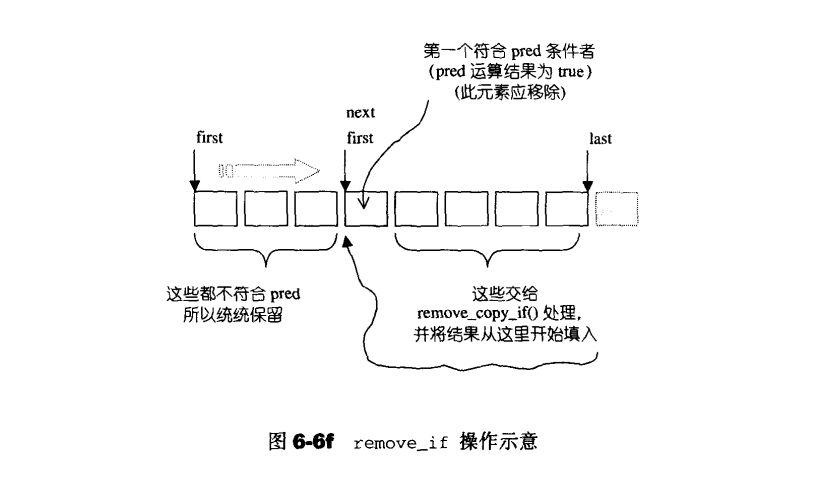 第一个符合 pred 条件者
(pred 运算结果为 true)
(此元素应移除)
next
first
first
last
这些都不符合 pred
所以统统保留
这些交给
remove_copy_if() 处理，
并将结果从这里开始填入
图 6-6f remove_if 操作示意